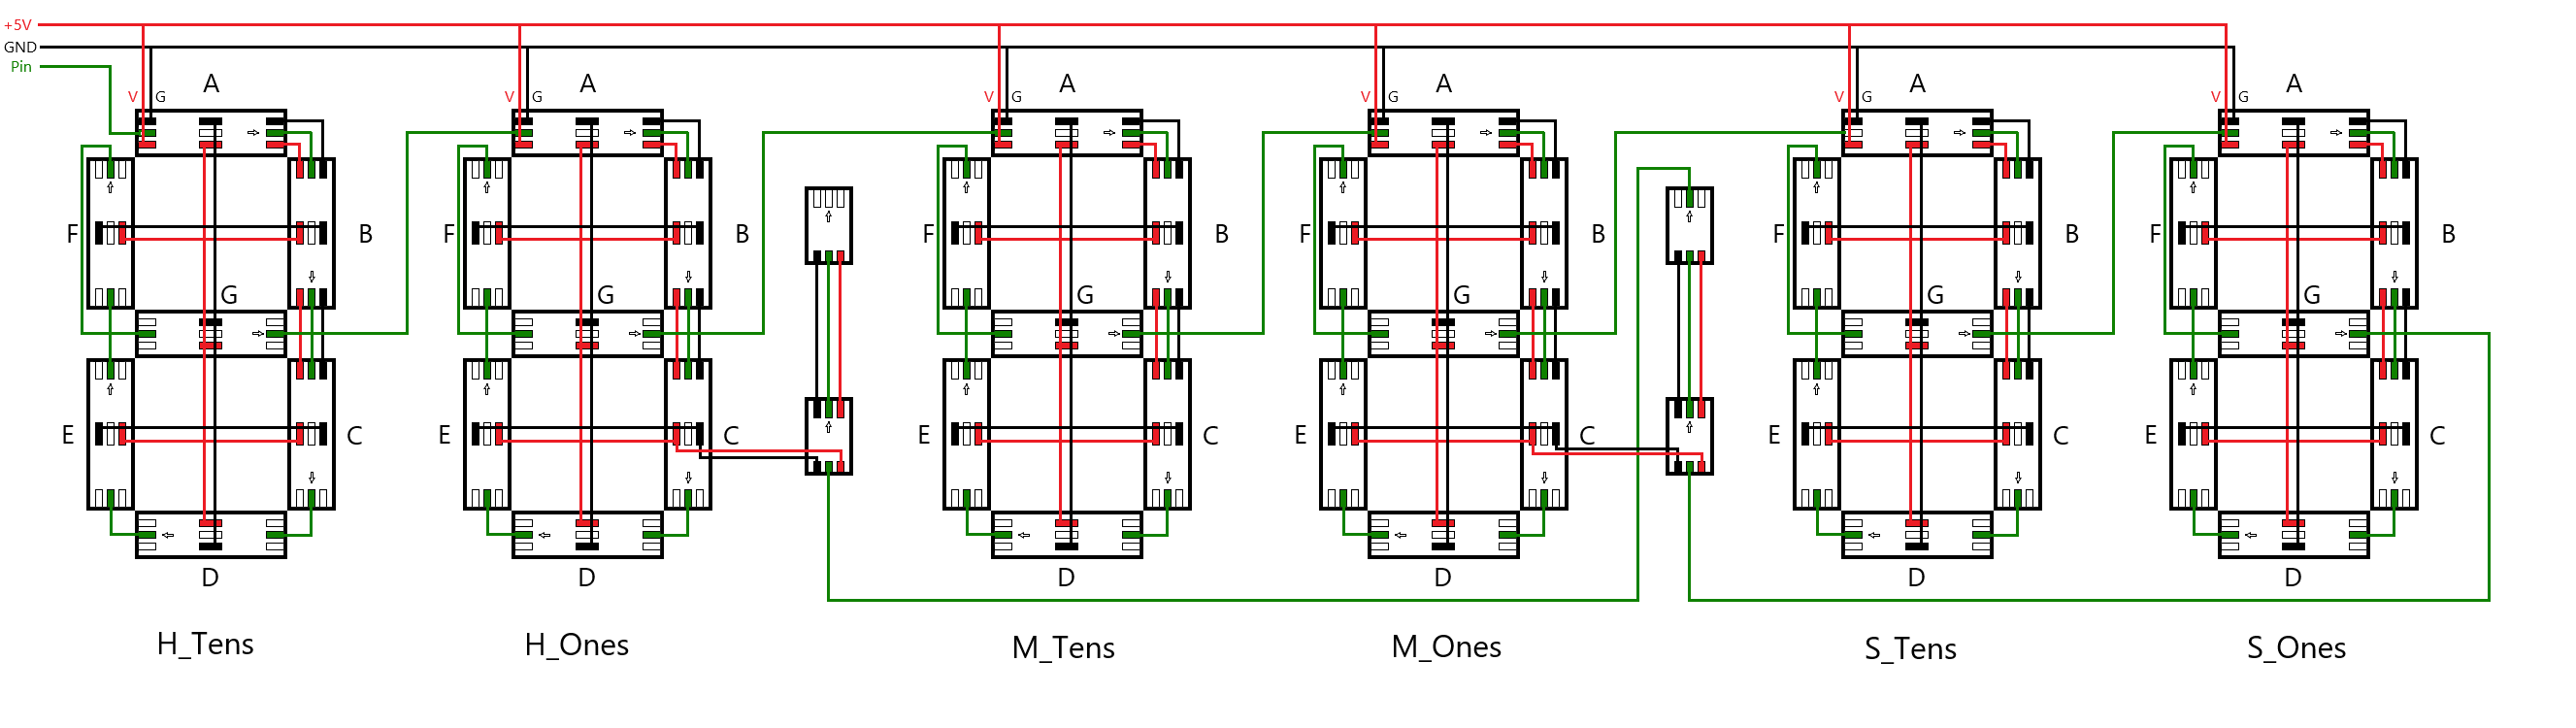 +5V
GND
Pin
A A A A A A
V G V G V G V G V G V G
F B F B F B F B F B F B
G G G G G G
E C E C E C E C E C E C
D D D D D D
H_Tens H_Ones M_Tens M_Ones S_Tens S_Ones